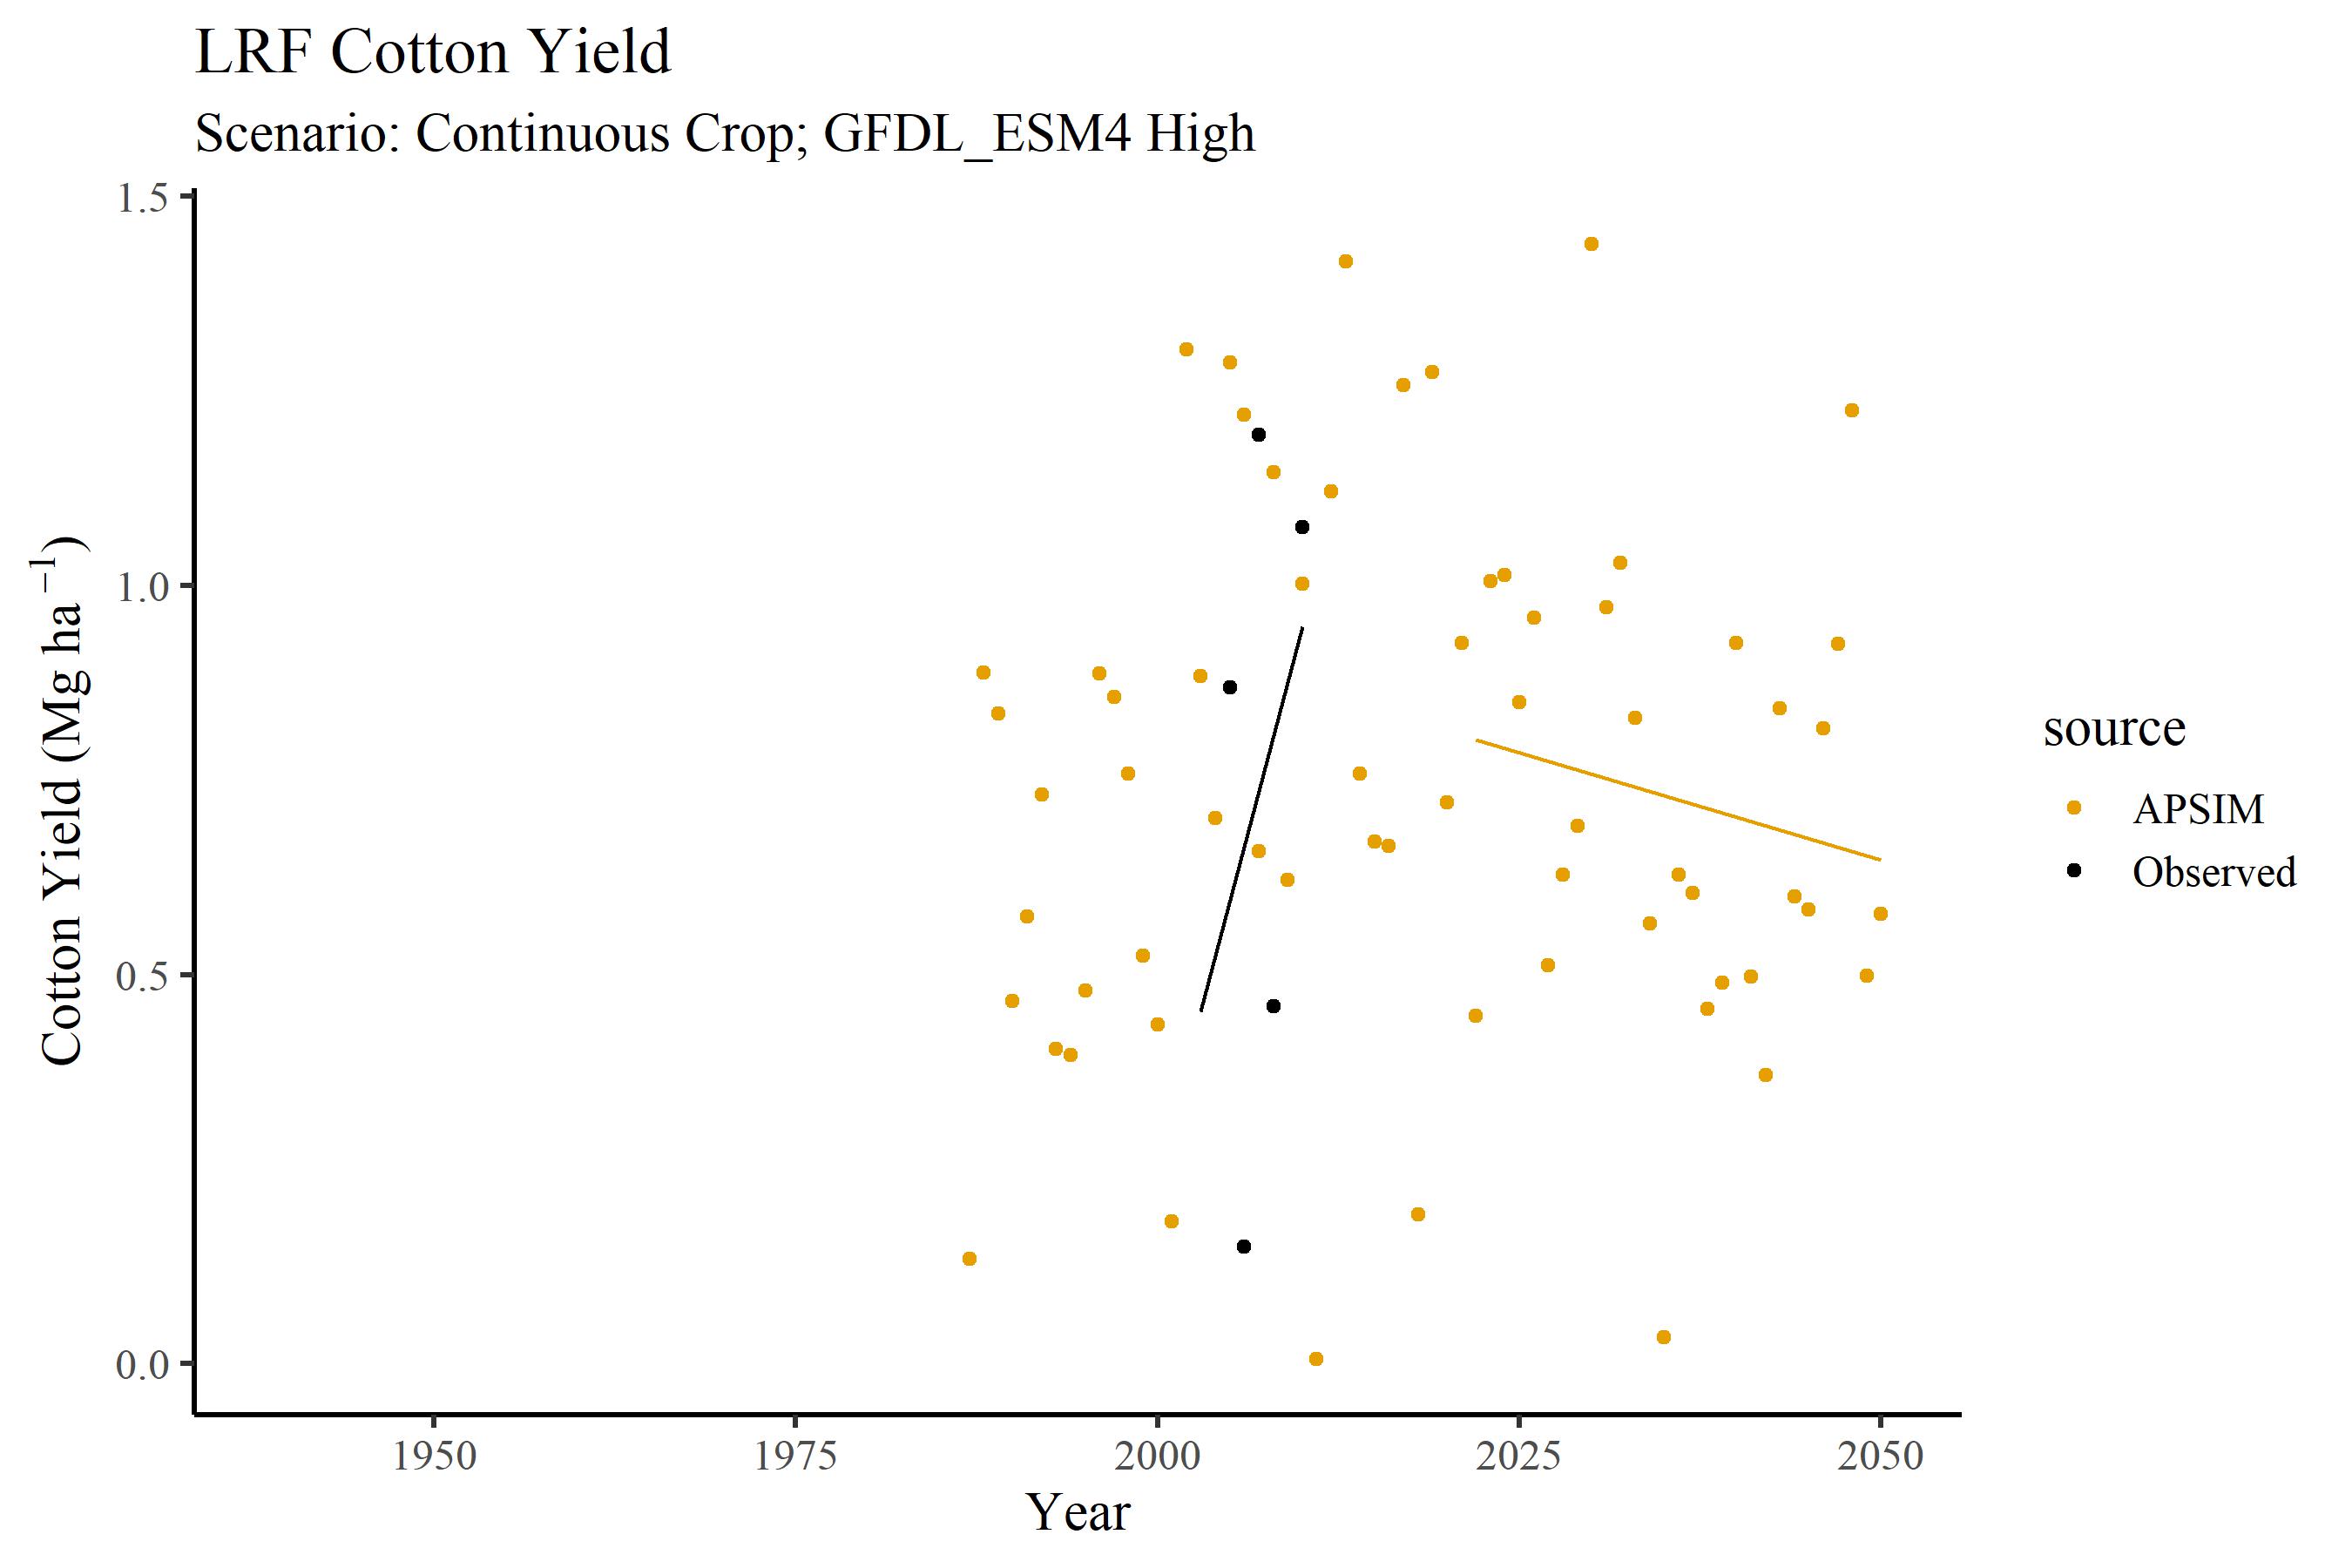 LRF Cotton Yield
Scenario: Continuous Crop; GFDL_ESM4 High
Cotton Yield (Mg ha⁻¹)
1.5
1.0
0.5
0.0
1950 1975 2000 2025 2050
Year
source
APSIM
Observed